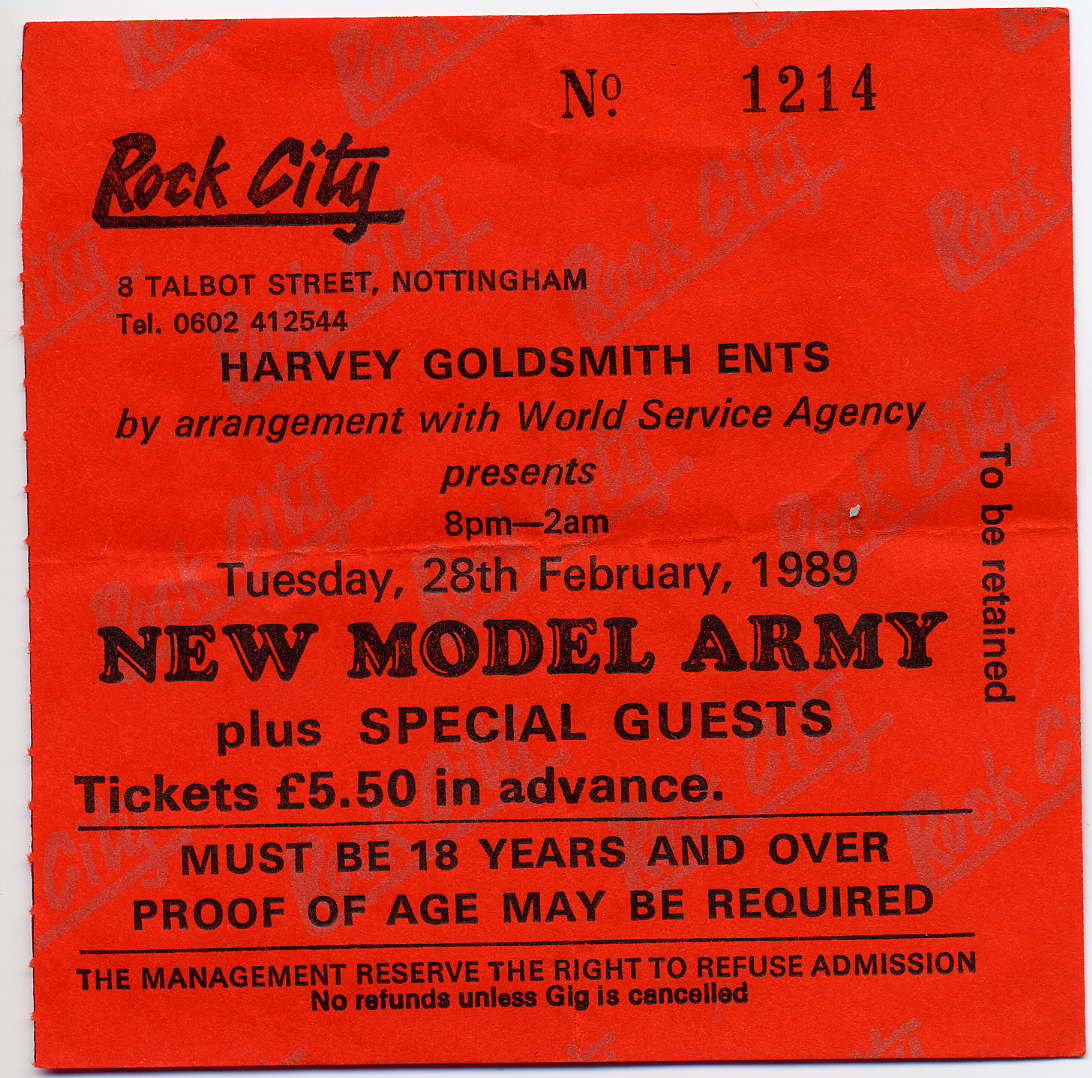 Nº 1214
Rock City
8 TALBOT STREET, NOTTINGHAM
Tel. 0602 412544
HARVEY GOLDSMITH ENTS
by arrangement with World Service Agency
presents
8pm—2am
Tuesday, 28th February, 1989
NEW MODEL ARMY
plus SPECIAL GUESTS
Tickets £5.50 in advance.
MUST BE 18 YEARS AND OVER
PROOF OF AGE MAY BE REQUIRED
THE MANAGEMENT RESERVE THE RIGHT TO REFUSE ADMISSION
No refunds unless Gig is cancelled
To be retained